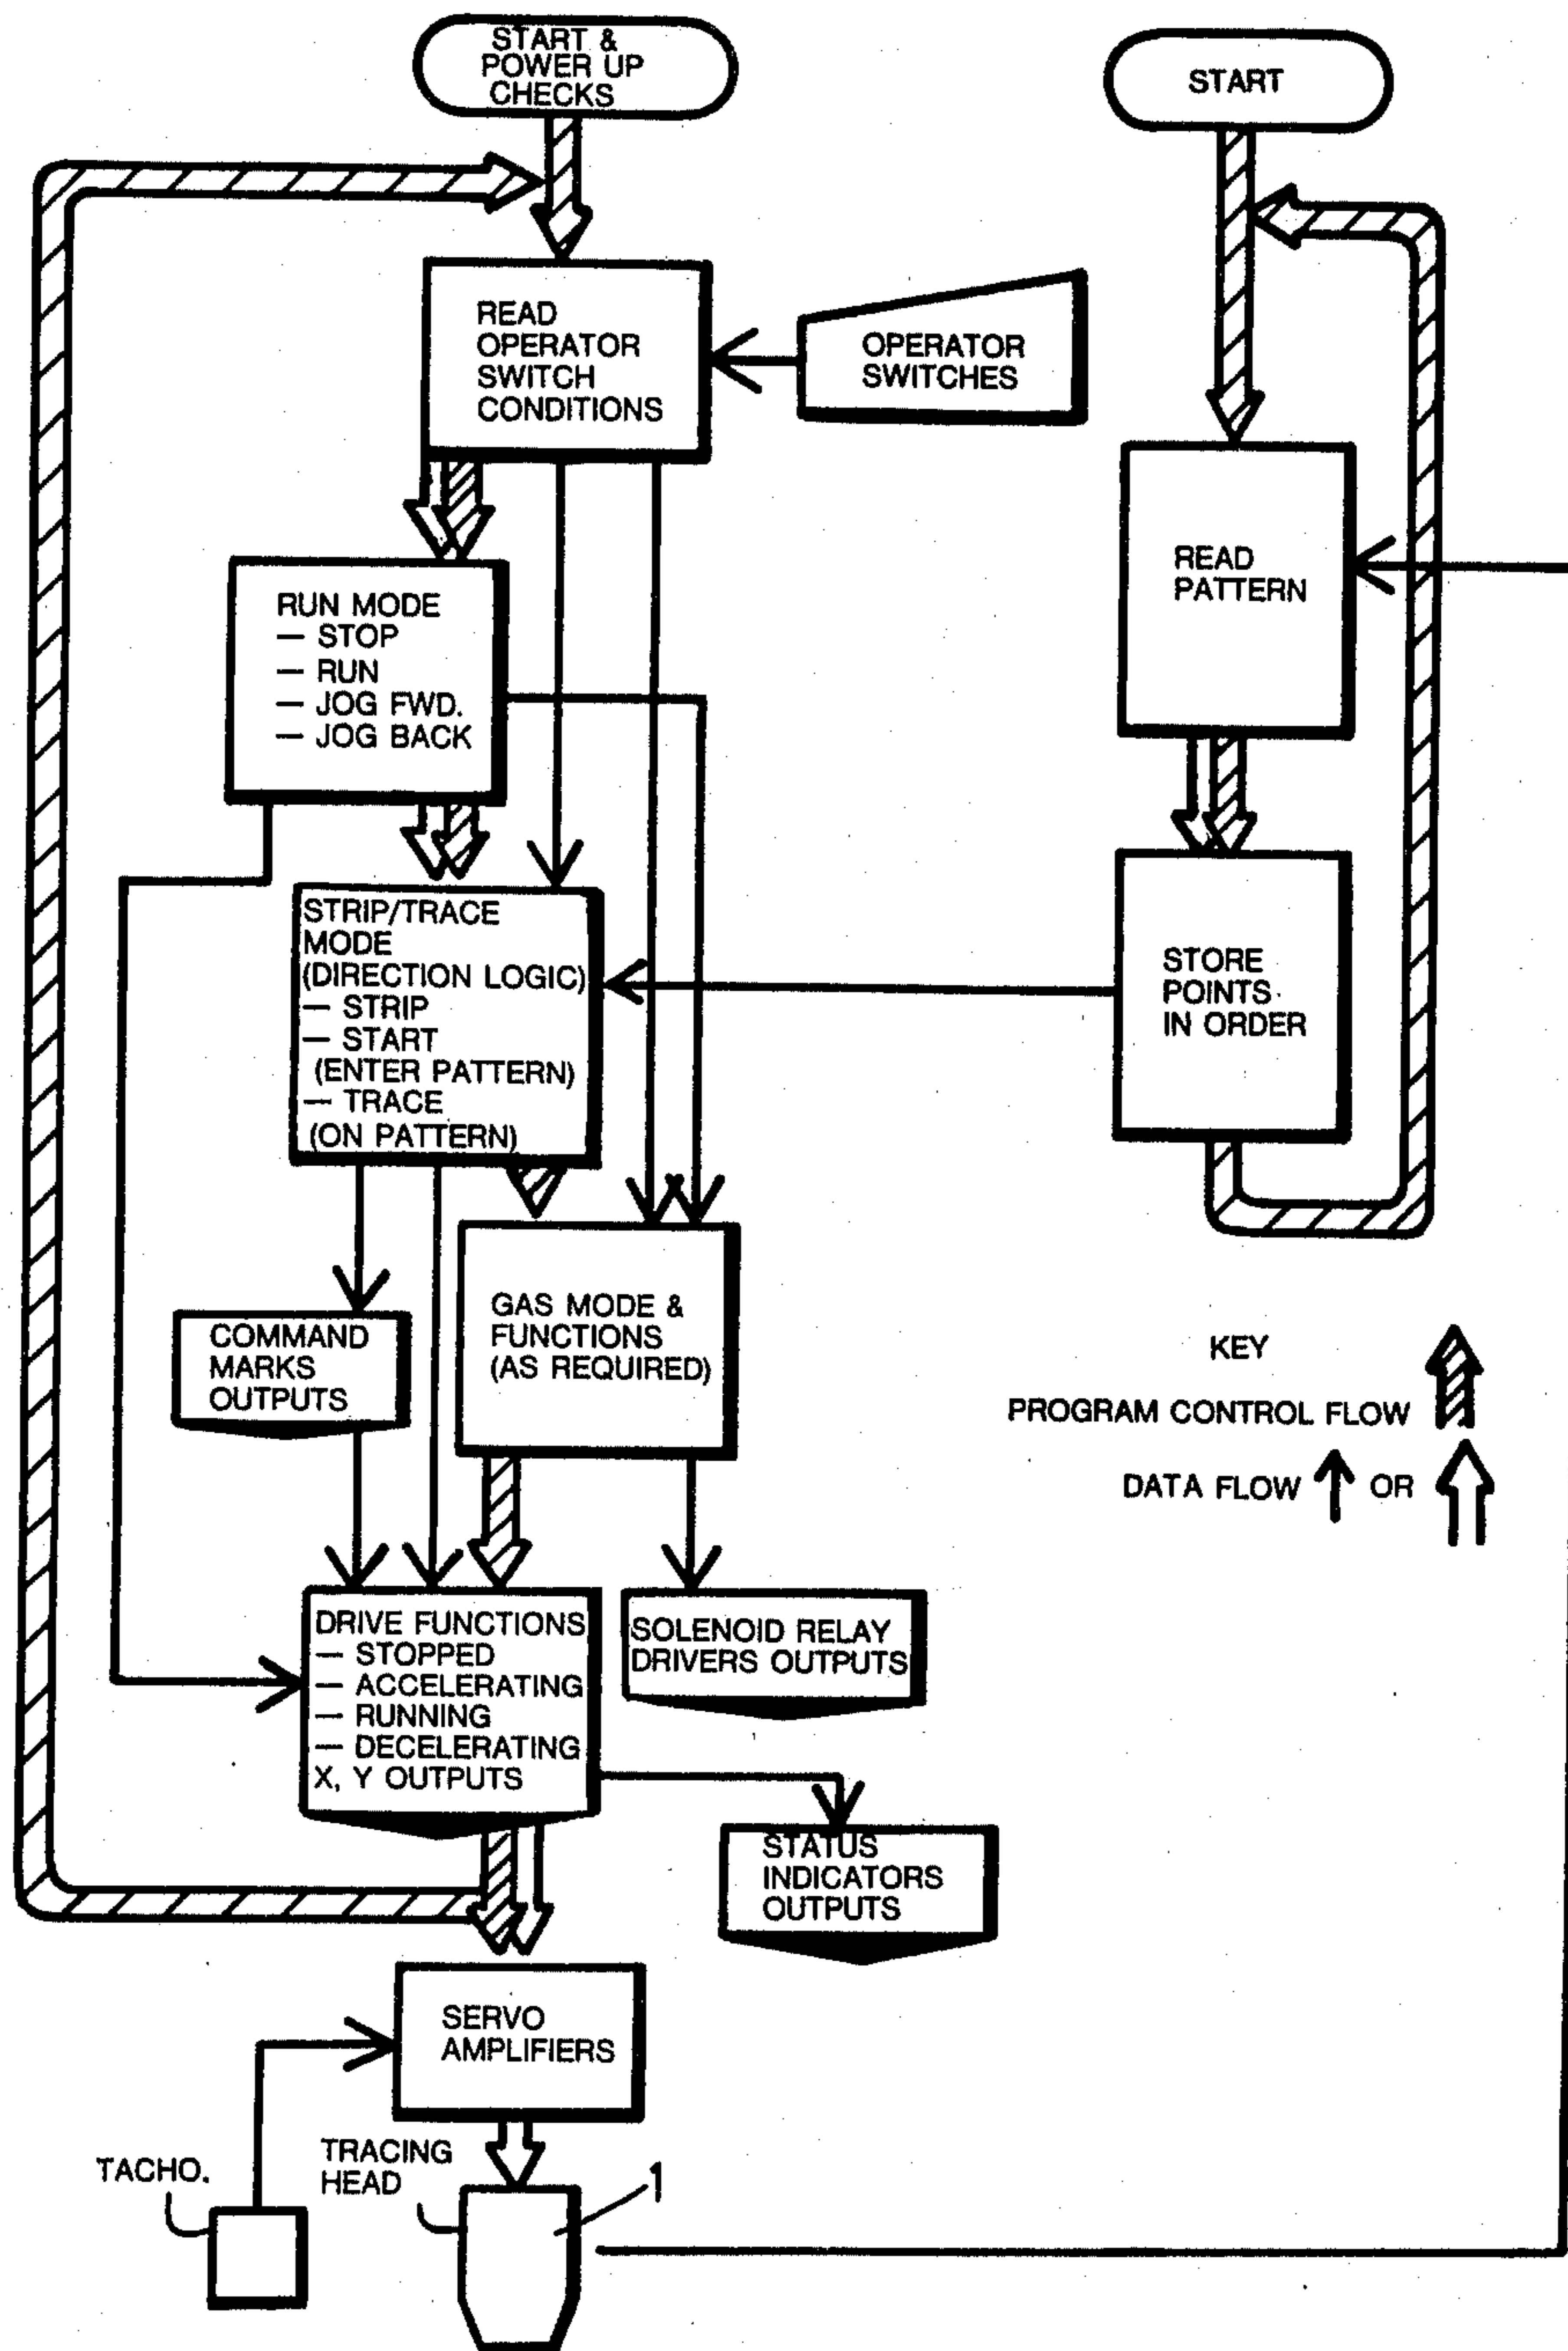 START &
POWER UP
CHECKS
START
READ
OPERATOR
SWITCH
CONDITIONS
OPERATOR
SWITCHES
RUN MODE
— STOP
— RUN
— JOG FWD.
— JOG BACK
READ
PATTERN
STRIP/TRACE
MODE
(DIRECTION LOGIC)
— STRIP
— START
(ENTER PATTERN)
— TRACE
(ON PATTERN)
STORE
POINTS
IN ORDER
COMMAND
MARKS
OUTPUTS
GAS MODE &
FUNCTIONS
(AS REQUIRED)
KEY
PROGRAM CONTROL FLOW
DATA FLOW OR
DRIVE FUNCTIONS
— STOPPED
— ACCELERATING
— RUNNING
— DECELERATING
X, Y OUTPUTS
SOLENOID RELAY
DRIVERS OUTPUTS
STATUS
INDICATORS
OUTPUTS
SERVO
AMPLIFIERS
TACHO.
TRACING
HEAD
1